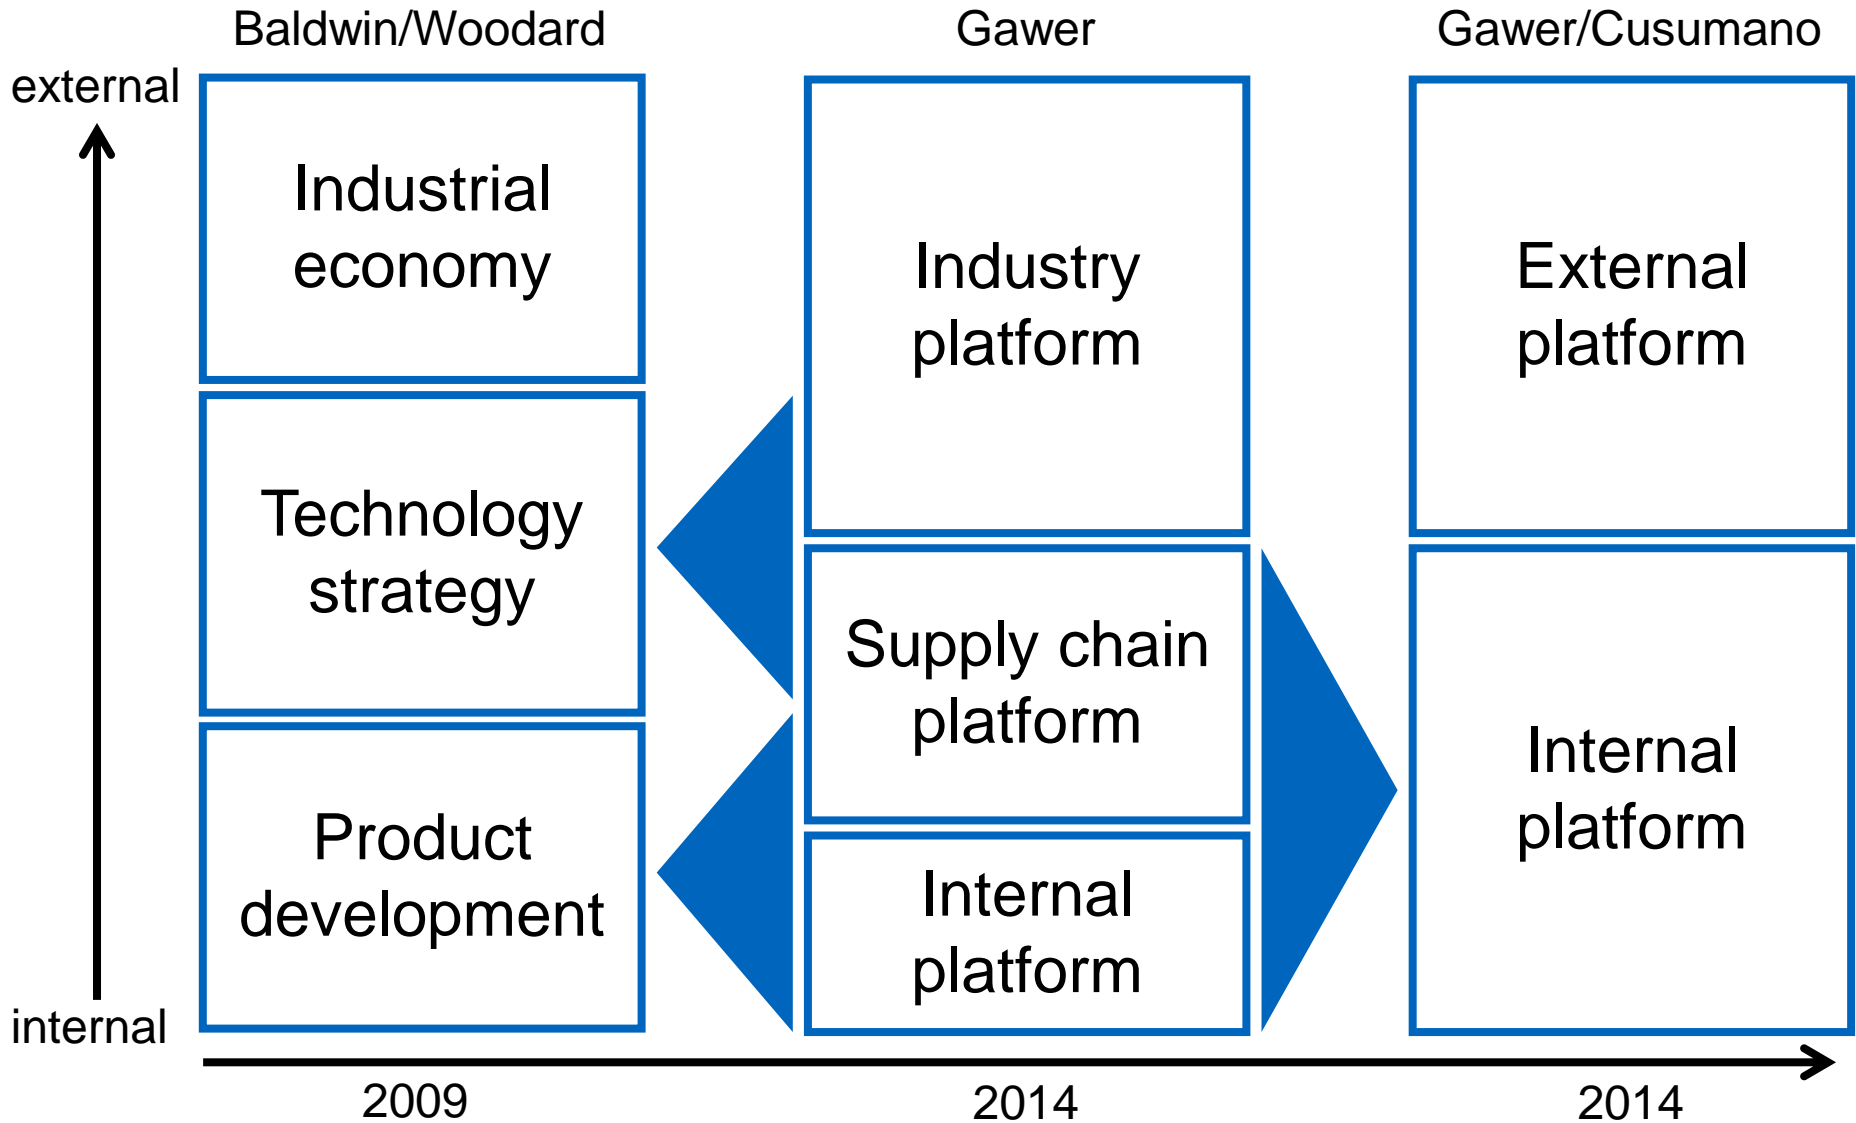 Baldwin/Woodard
Gawer
Gawer/Cusumano
external
internal
Industrial
economy
Technology
strategy
Product
development
Industry
platform
Supply chain
platform
Internal
platform
External
platform
Internal
platform
2009
2014
2014